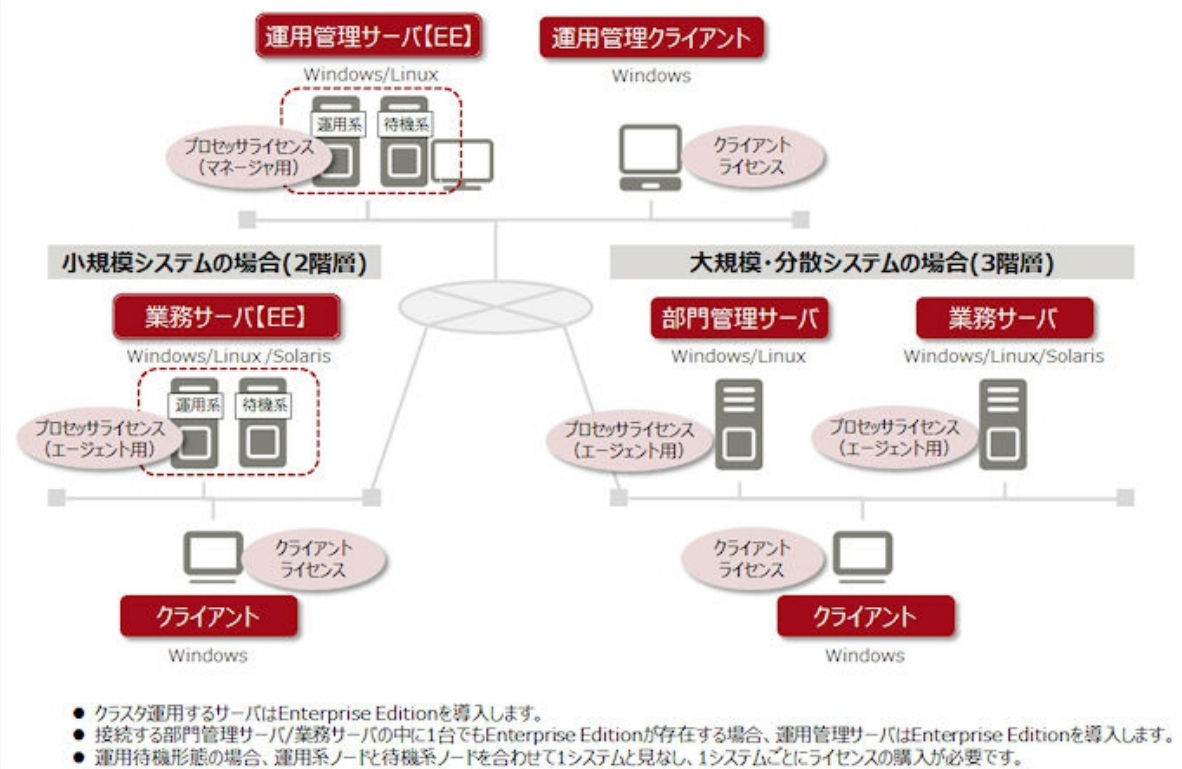 運用管理サーバ【EE】
運用管理クライアント
Windows/Linux
Windows
運用系
待機系
プロセッサライセンス
（マネージャ用）
クライアント
ライセンス
小規模システムの場合(2階層)
大規模・分散システムの場合(3階層)
業務サーバ【EE】
部門管理サーバ
業務サーバ
Windows/Linux /Solaris
Windows/Linux
Windows/Linux/Solaris
運用系
待機系
プロセッサライセンス
（エージェント用）
プロセッサライセンス
（エージェント用）
プロセッサライセンス
（エージェント用）
クライアント
ライセンス
クライアント
ライセンス
クライアント
クライアント
Windows
Windows
● クラスタ運用するサーバはEnterprise Editionを導入します。
● 接続する部門管理サーバ/業務サーバの中に1台でもEnterprise Editionが存在する場合、運用管理サーバはEnterprise Editionを導入します。
● 運用待機形態の場合、運用系ノードと待機系ノードを合わせて1システムと見なし、1システムごとにライセンスの購入が必要です。